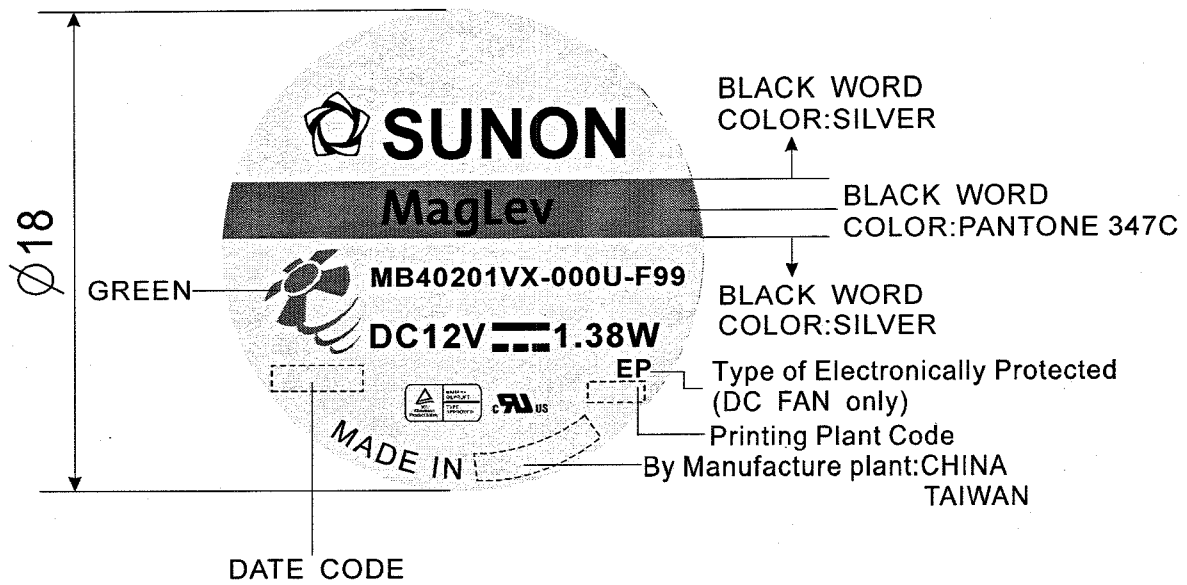 SUNON
MagLev
MB40201VX-000U-F99
DC12V 1.38W
EP
c RU US
MADE IN
Ø18
GREEN
DATE CODE
BLACK WORD
COLOR:SILVER
BLACK WORD
COLOR:PANTONE 347C
BLACK WORD
COLOR:SILVER
Type of Electronically Protected
(DC FAN only)
Printing Plant Code
By Manufacture plant:CHINA
TAIWAN